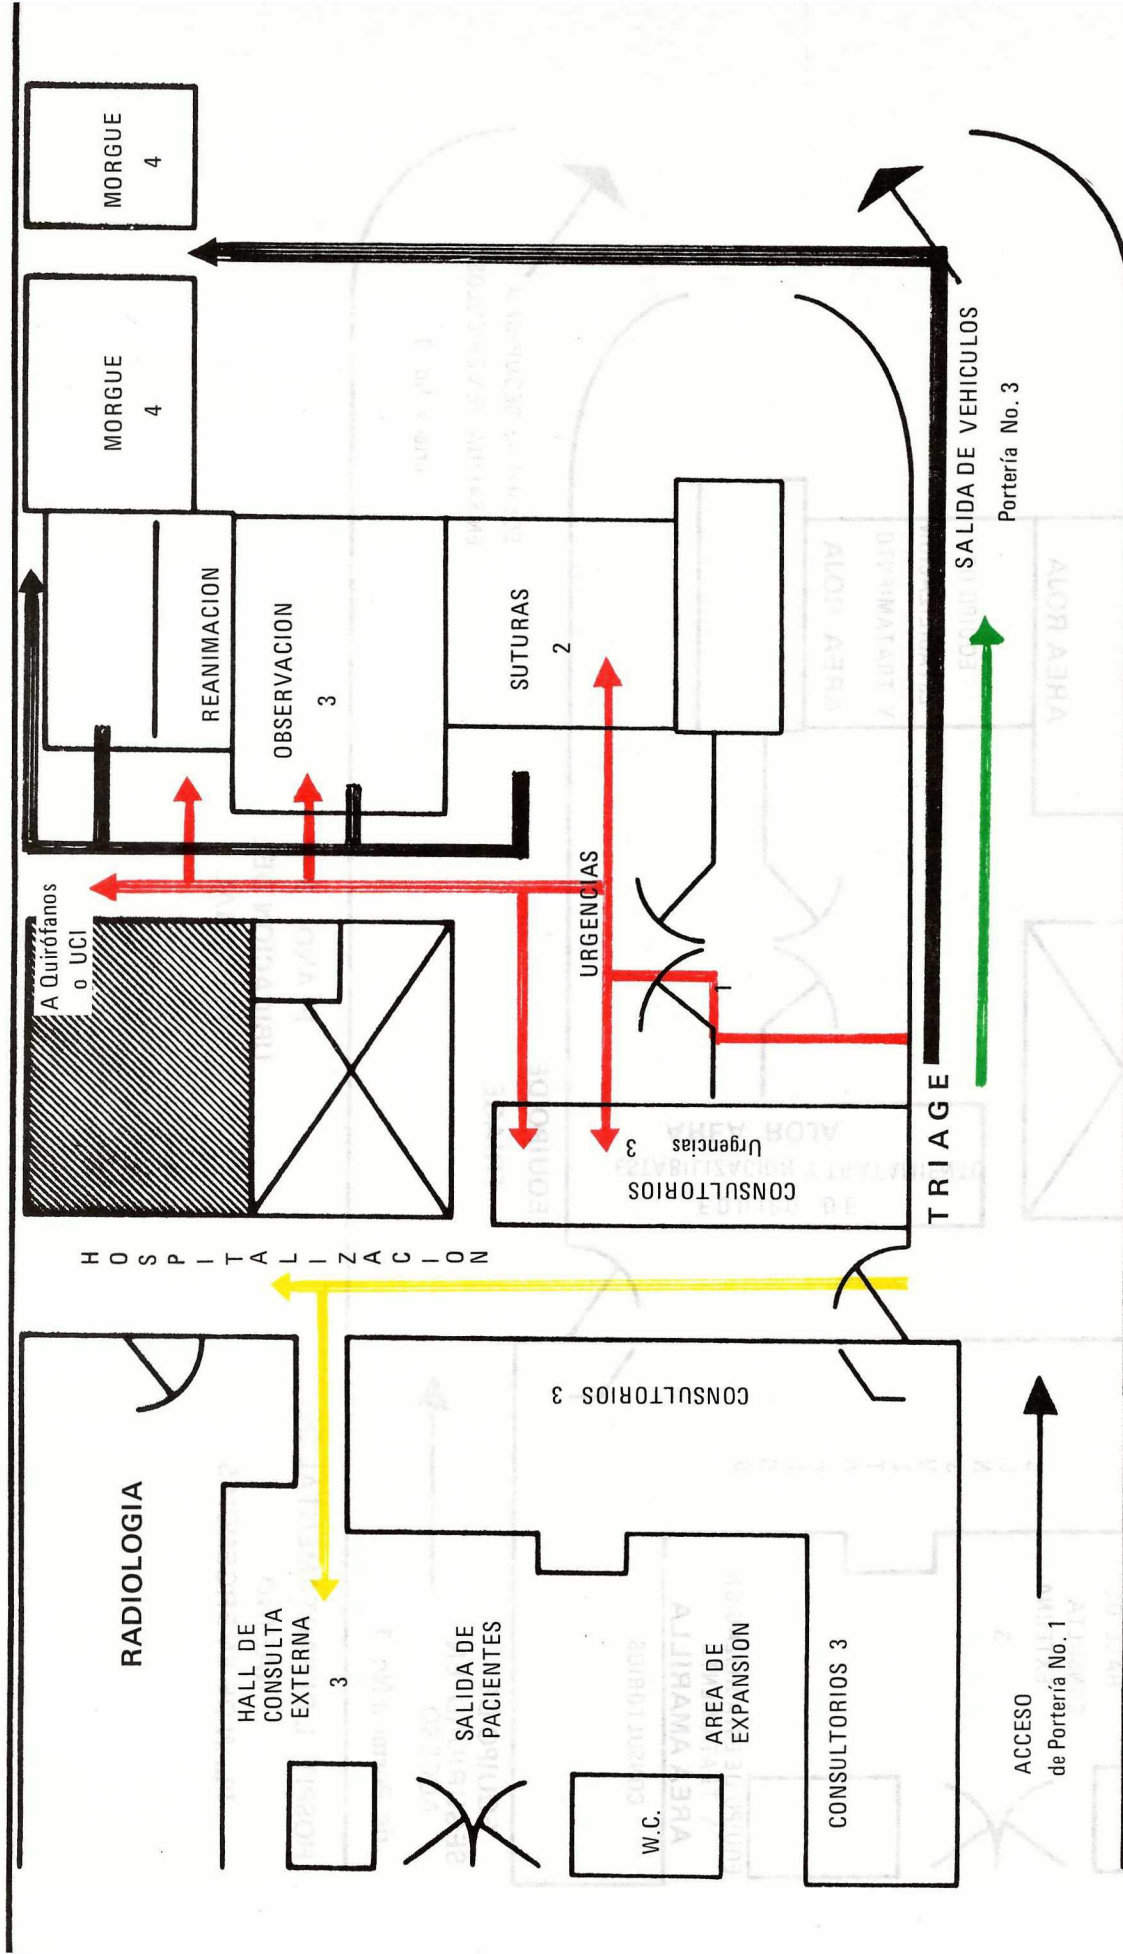 RADIOLOGIA
HALL DE
CONSULTA
EXTERNA
3
SALIDA DE
PACIENTES
W.C.
AREA DE
EXPANSION
CONSULTORIOS 3
CONSULTORIOS 3
ACCESO
de Portería No. 1
HOSPITALIZACION
A Quirófanos
o UCI
CONSULTORIOS
Urgencias
3
URGENCIAS
1
TRIAGE
REANIMACION
OBSERVACION
3
SUTURAS
2
MORGUE
4
MORGUE
4
SALIDA DE VEHICULOS
Portería No. 3